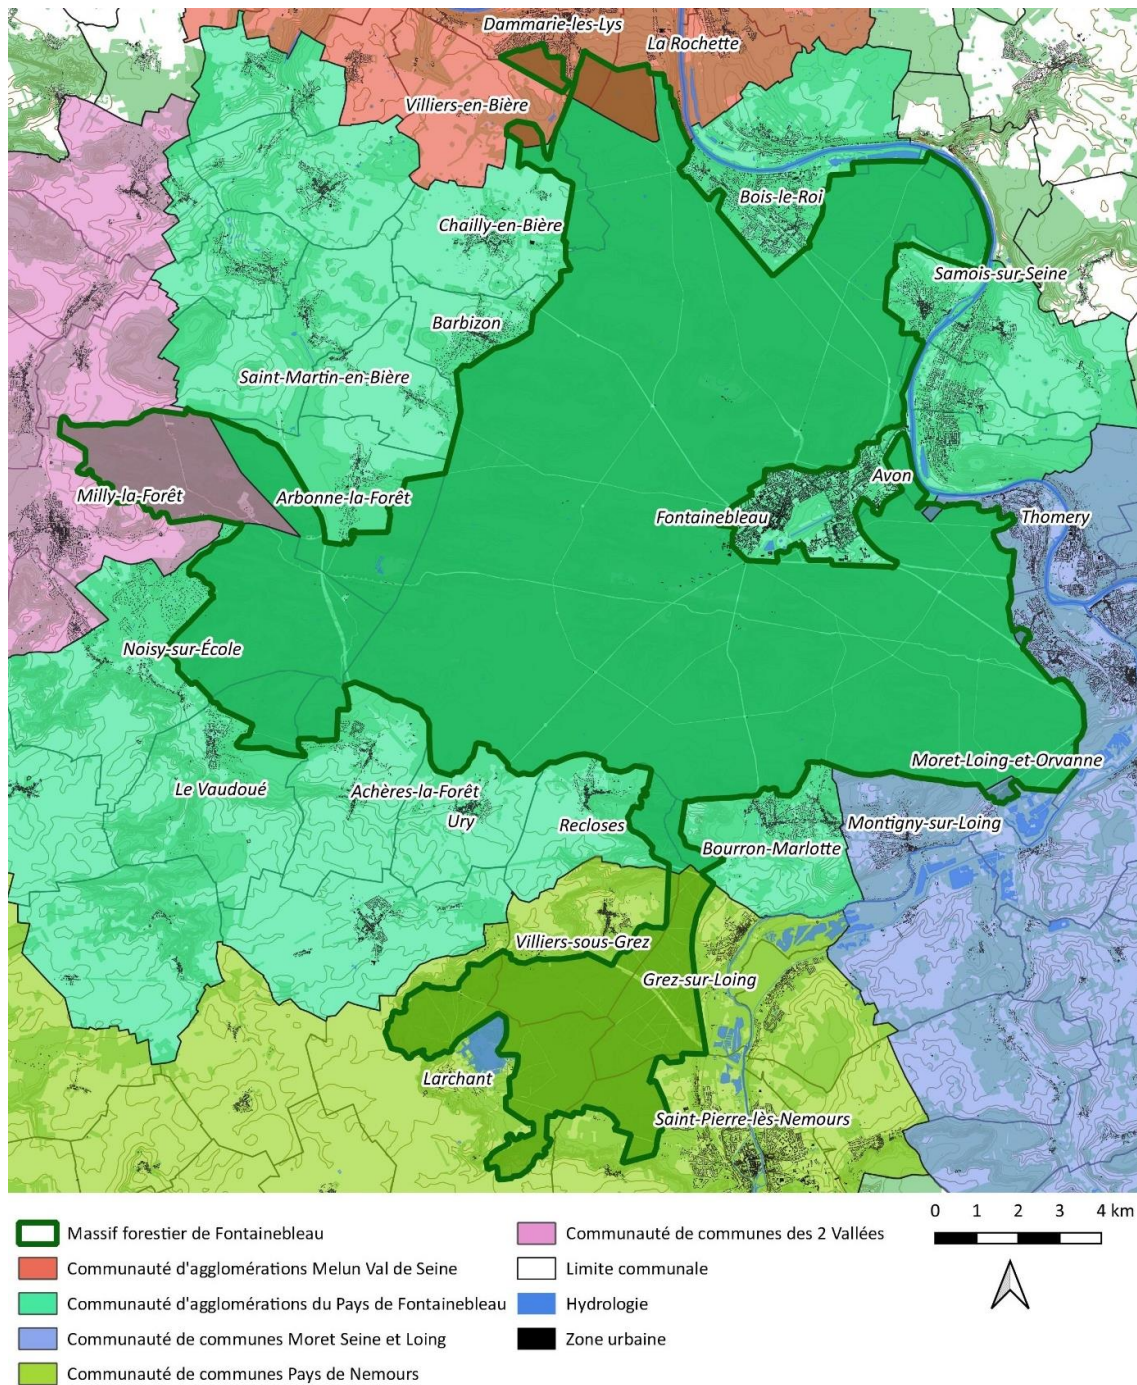 Dammarie-les-Lys
La Rochette
Villiers-en-Bière
Bois-le-Roi
Chailly-en-Bière
Samois-sur-Seine
Barbizon
Saint-Martin-en-Bière
Avon
Milly-la-Forêt
Arbonne-la-Forêt
Fontainebleau
Thomery
Noisy-sur-École
Moret-Loing-et-Orvanne
Le Vaudoué
Achères-la-Forêt
Ury
Recloses
Montigny-sur-Loing
Bourron-Marlotte
Villiers-sous-Grez
Grez-sur-Loing
Larchant
Saint-Pierre-lès-Nemours
Massif forestier de Fontainebleau
Communauté d'agglomérations Melun Val de Seine
Communauté d'agglomérations du Pays de Fontainebleau
Communauté de communes Moret Seine et Loing
Communauté de communes Pays de Nemours
Communauté de communes des 2 Vallées
Limite communale
Hydrologie
Zone urbaine
0 1 2 3 4 km